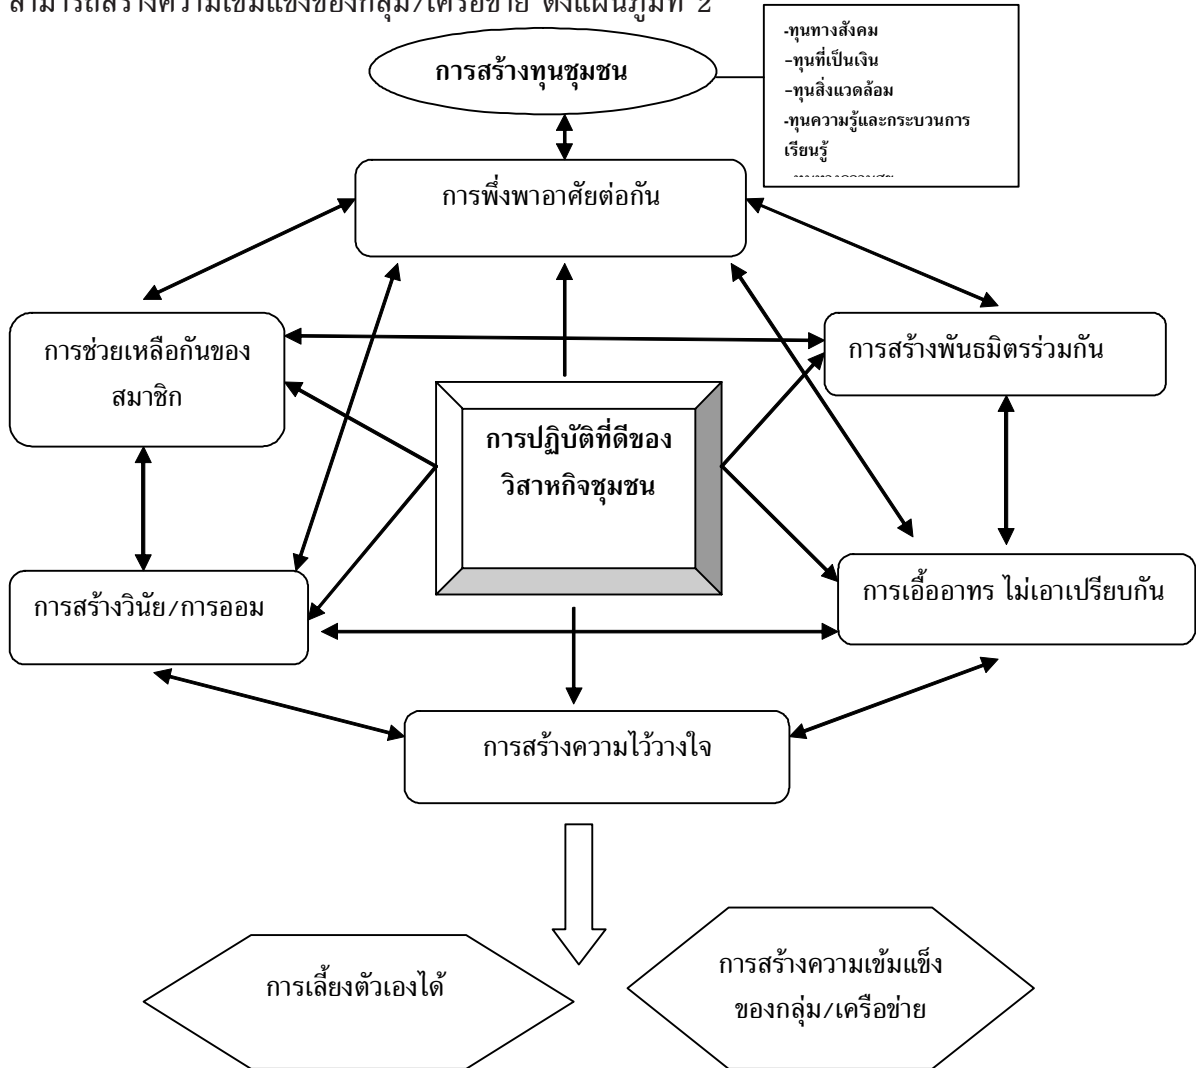 สามารถสร้างความเข้มแข็งของกลุ่ม/เครือข่าย ดังแผนภูมิที่ 2
การสร้างทุนชุมชน
-ทุนทางสังคม
-ทุนที่เป็นเงิน
-ทุนสิ่งแวดล้อม
-ทุนความรู้และกระบวนการ
เรียนรู้
การพึ่งพาอาศัยต่อกัน
การช่วยเหลือกันของ
สมาชิก
การสร้างพันธมิตรร่วมกัน
การปฏิบัติที่ดีของ
วิสาหกิจชุมชน
การสร้างวินัย/การออม
การเอื้ออาทร ไม่เอาเปรียบกัน
การสร้างความไว้วางใจ
การเลี้ยงตัวเองได้
การสร้างความเข้มแข็ง
ของกลุ่ม/เครือข่าย